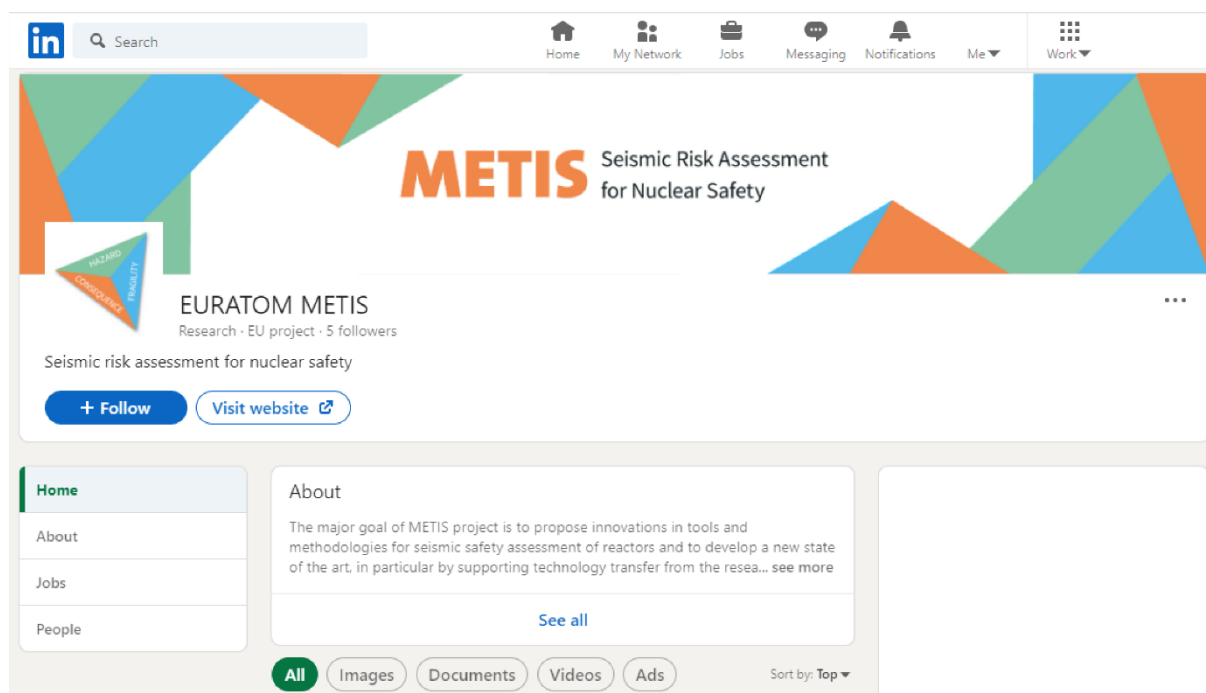 in
Search
Home
My Network
Jobs
Messaging
Notifications
Me
Work
METIS
Seismic Risk Assessment
for Nuclear Safety
HAZARD
CONSEQUENCE
FRAGILITY
EURATOM METIS
Research · EU project · 5 followers
Seismic risk assessment for nuclear safety
+ Follow
Visit website
Home
About
Jobs
People
About
The major goal of METIS project is to propose innovations in tools and
methodologies for seismic safety assessment of reactors and to develop a new state
of the art, in particular by supporting technology transfer from the resea... see more
See all
All
Images
Documents
Videos
Ads
Sort by: Top